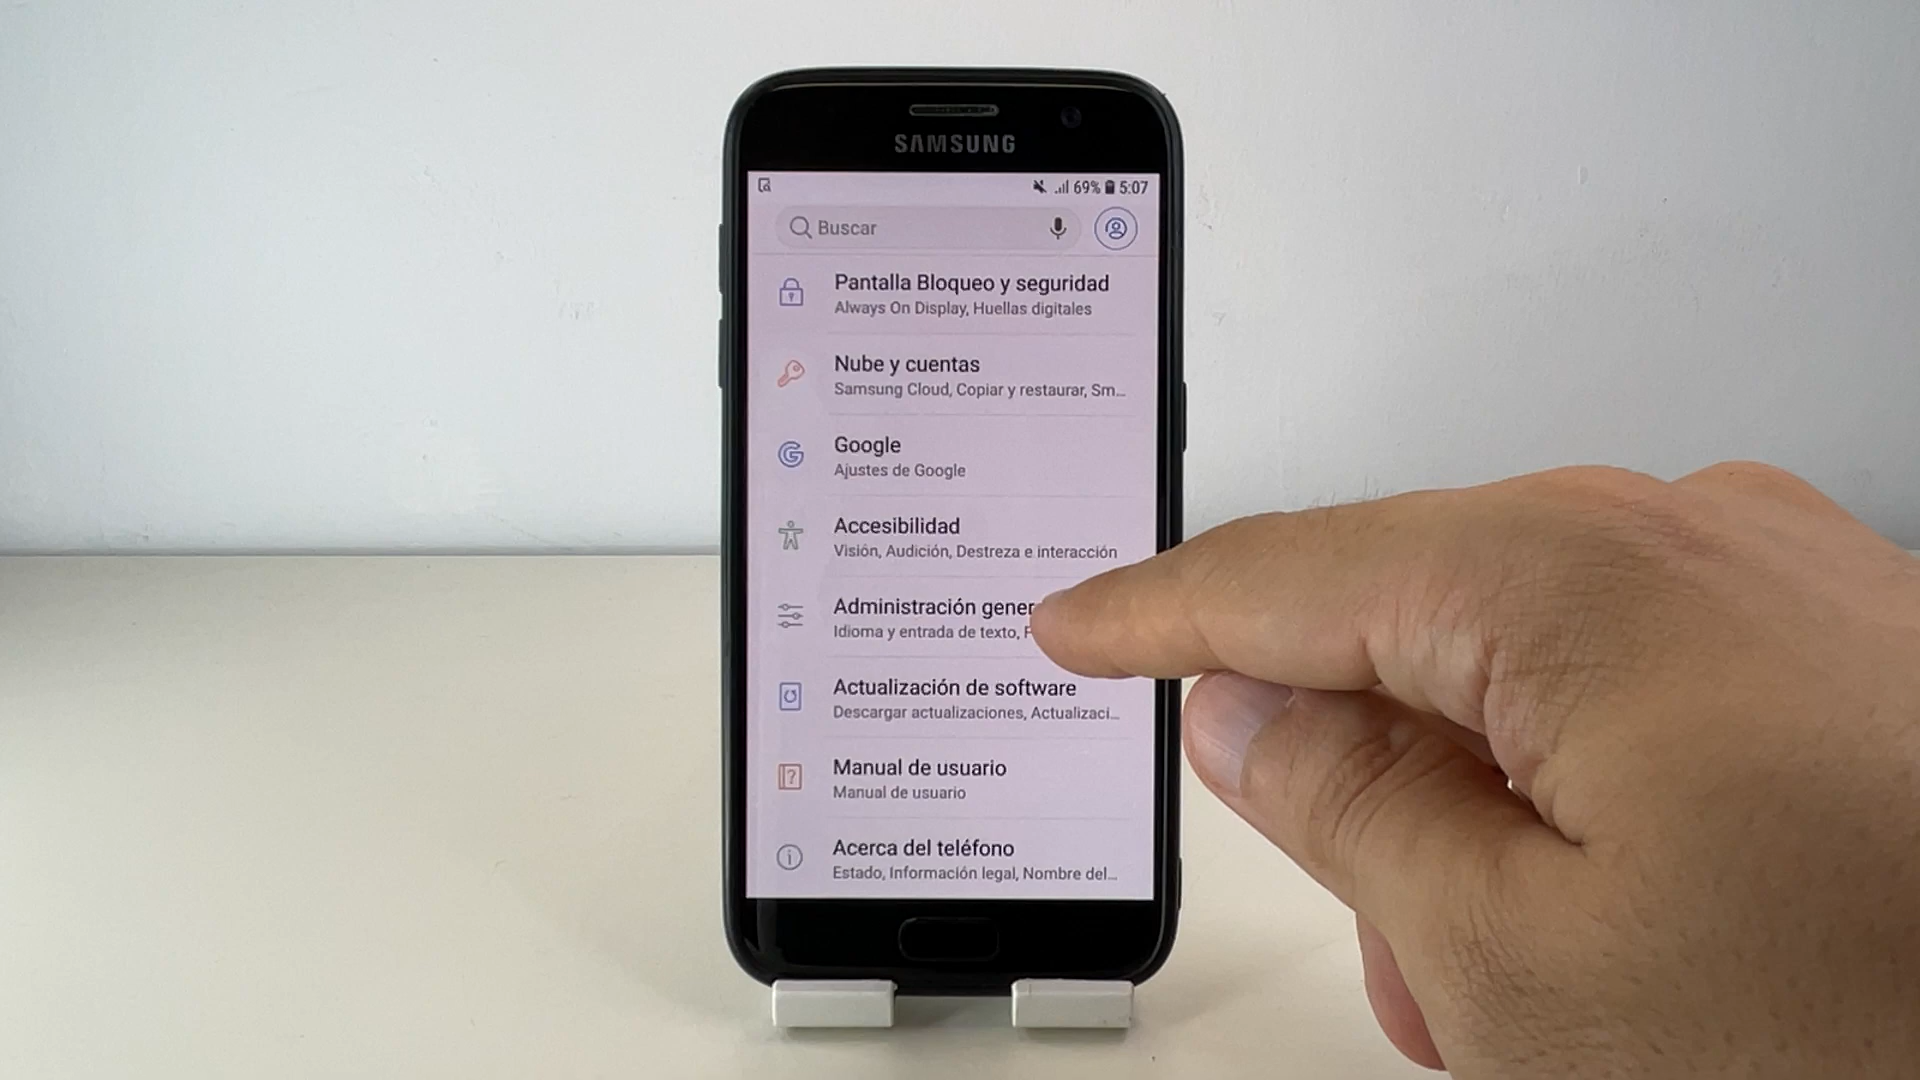 SAMSUNG
69% 5:07
Buscar
Pantalla Bloqueo y seguridad
Always On Display, Huellas digitales
Nube y cuentas
Samsung Cloud, Copiar y restaurar, Sm...
Google
Ajustes de Google
Accesibilidad
Visión, Audición, Destreza e interacción
Administración gener
Idioma y entrada de texto, F
Actualización de software
Descargar actualizaciones, Actualizaci...
Manual de usuario
Manual de usuario
Acerca del teléfono
Estado, Información legal, Nombre del...